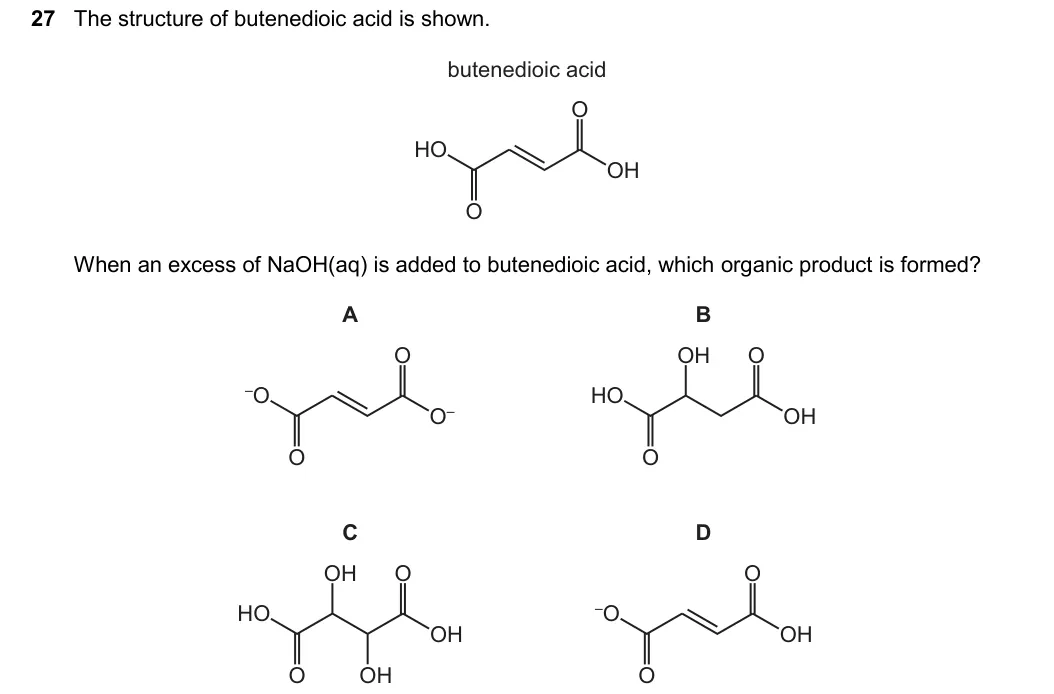 27 The structure of butenedioic acid is shown.
butenedioic acid
O
HO
OH
O
When an excess of NaOH(aq) is added to butenedioic acid, which organic product is formed?
A B
O OH O
⁻O HO
O⁻ OH
O O
C D
OH O O
HO ⁻O
OH OH
O OH O